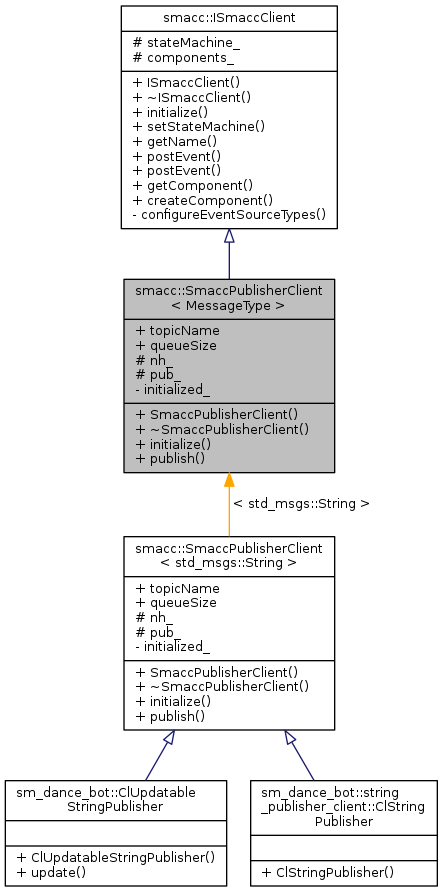 smacc::ISmaccClient
# stateMachine_
# components_
+ ISmaccClient()
+ ~ISmaccClient()
+ initialize()
+ setStateMachine()
+ getName()
+ postEvent()
+ postEvent()
+ getComponent()
+ createComponent()
- configureEventSourceTypes()
smacc::SmaccPublisherClient
< MessageType >
+ topicName
+ queueSize
# nh_
# pub_
- initialized_
+ SmaccPublisherClient()
+ ~SmaccPublisherClient()
+ initialize()
+ publish()
< std_msgs::String >
smacc::SmaccPublisherClient
< std_msgs::String >
+ topicName
+ queueSize
# nh_
# pub_
- initialized_
+ SmaccPublisherClient()
+ ~SmaccPublisherClient()
+ initialize()
+ publish()
sm_dance_bot::ClUpdatable
StringPublisher
+ ClUpdatableStringPublisher()
+ update()
sm_dance_bot::string
_publisher_client::ClString
Publisher
+ ClStringPublisher()